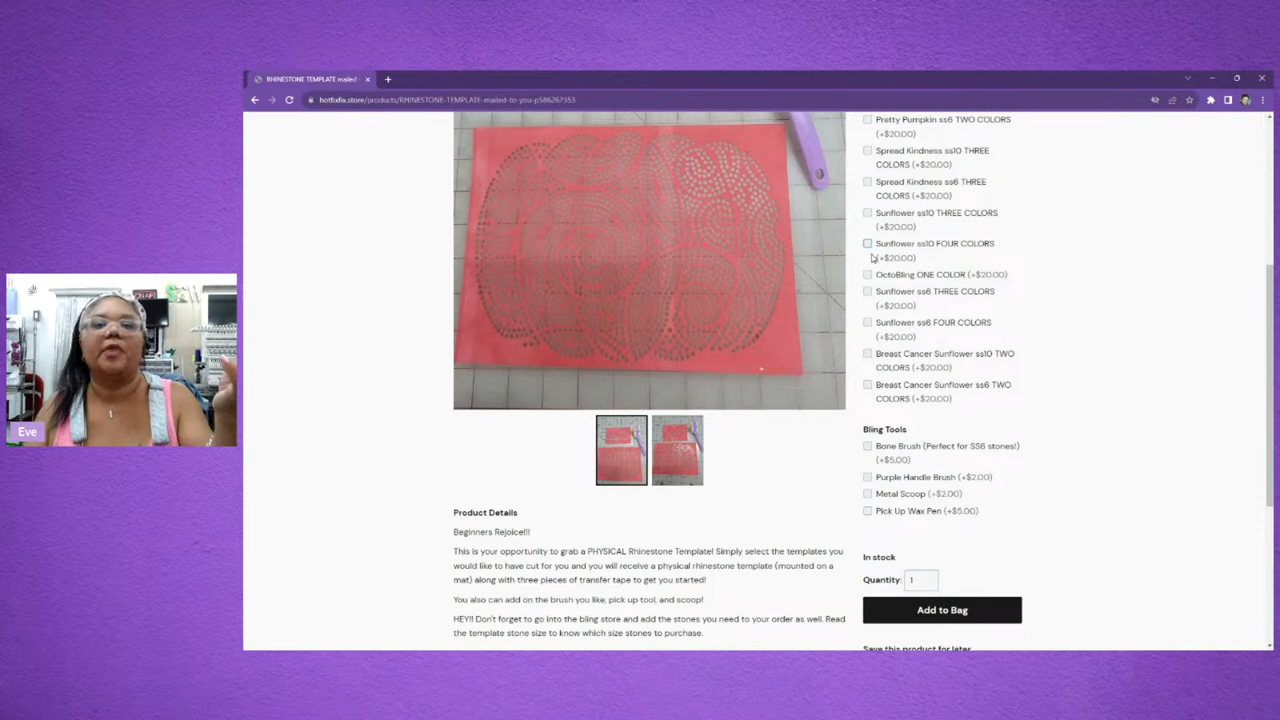 RHINESTONE TEMPLATE mailed
hotfixfix.store/products/RHINESTONE-TEMPLATE-mailed-to-you-p586267353
Pretty Pumpkin ss6 TWO COLORS
(+$20.00)
Spread Kindness ss10 THREE
COLORS (+$20.00)
Spread Kindness ss6 THREE
COLORS (+$20.00)
Sunflower ss10 THREE COLORS
(+$20.00)
Sunflower ss10 FOUR COLORS
(+$20.00)
OctoBling ONE COLOR (+$20.00)
Sunflower ss6 THREE COLORS
(+$20.00)
Sunflower ss6 FOUR COLORS
(+$20.00)
Breast Cancer Sunflower ss10 TWO
COLORS (+$20.00)
Breast Cancer Sunflower ss6 TWO
COLORS (+$20.00)
Bling Tools
Bone Brush (Perfect for SS6 stones!)
(+$5.00)
Purple Handle Brush (+$2.00)
Metal Scoop (+$2.00)
Pick Up Wax Pen (+$5.00)
In stock
Quantity: 1
Add to Bag
Save this product for later
Product Details
Beginners Rejoice!!!
This is your opportunity to grab a PHYSICAL Rhinestone Template! Simply select the templates you
would like to have cut for you and you will receive a physical rhinestone template (mounted on a
mat) along with three pieces of transfer tape to get you started!
You also can add on the brush you like, pick up tool, and scoop!
HEY!! Don't forget to go into the bling store and add the stones you need to your order as well. Read
the template stone size to know which size stones to purchase.
Eve